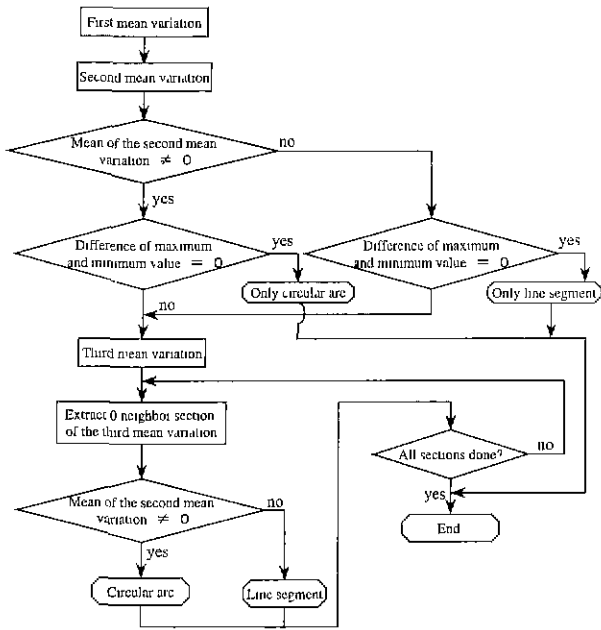 First mean variation
Second mean variation
Mean of the second mean
variation ≠ 0
no
yes
Difference of maximum
and minimum value = 0
yes
Difference of maximum
and minimum value = 0
yes
Only circular arc
Only line segment
no
Third mean variation
Extract 0 neighbor section
of the third mean variation
All sections done?
no
yes
Mean of the second mean
variation ≠ 0
no
yes
End
Circular arc
Line segment